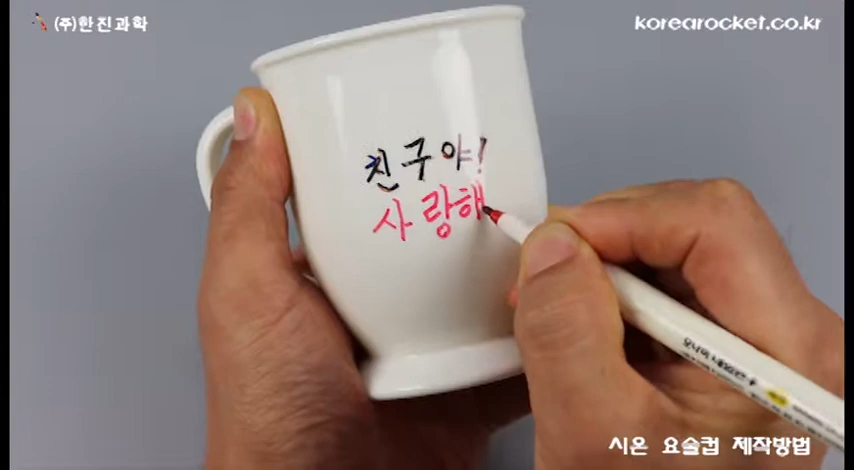 (주)한진과학
korearocket.co.kr
친구야!
사랑해
시온 요술컵 제작방법